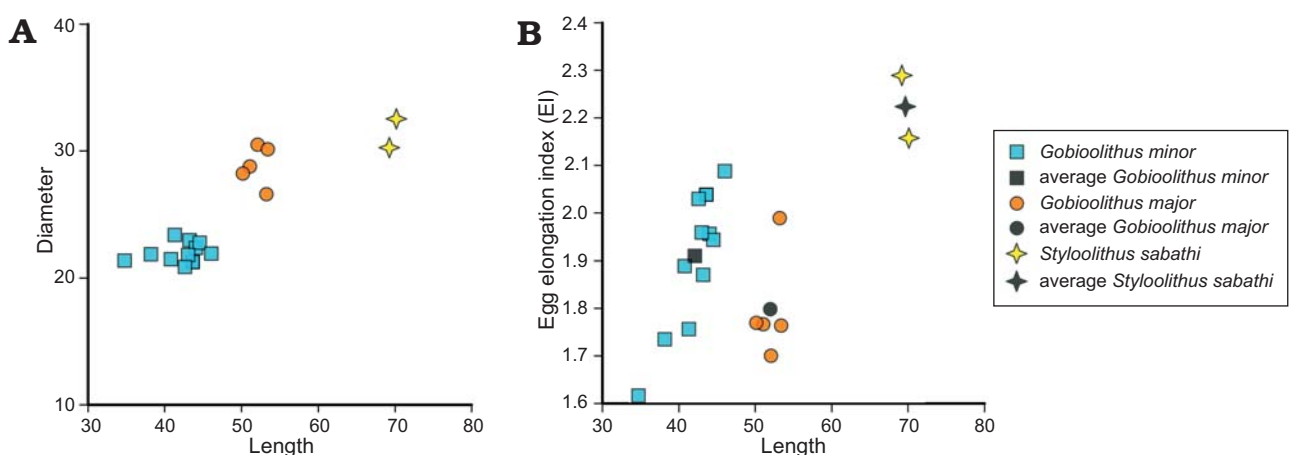 A
40
30
20
10
Diameter
30 40 50 60 70 80
Length
B
2.4
2.3
2.2
2.1
2.0
1.9
1.8
1.7
1.6
Egg elongation index (EI)
30 40 50 60 70 80
Length
Gobioolithus minor
average Gobioolithus minor
Gobioolithus major
average Gobioolithus major
Styloolithus sabathi
average Styloolithus sabathi